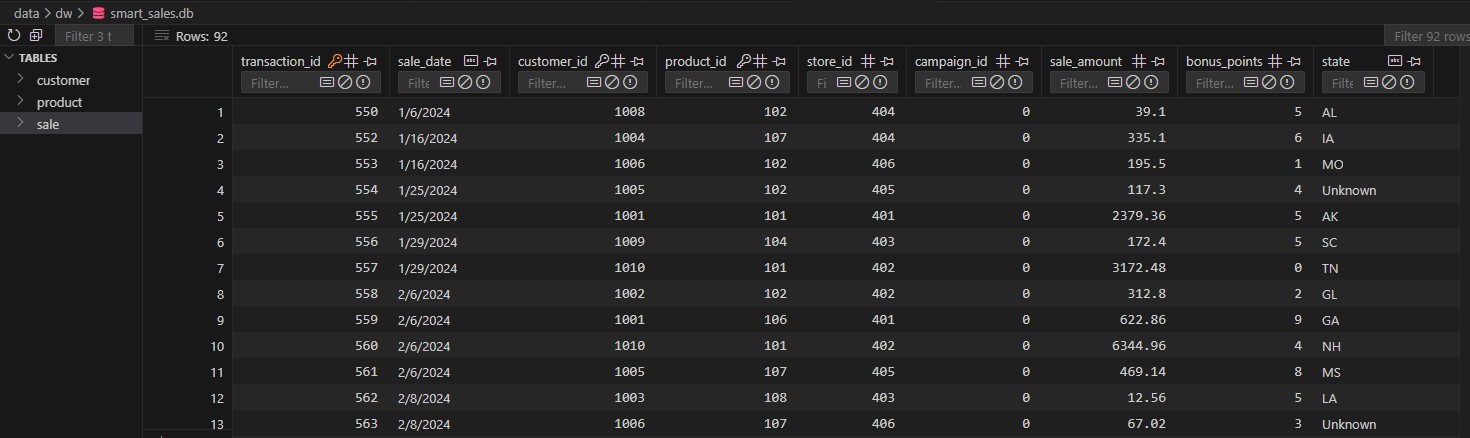 data > dw > smart_sales.db
Filter 3 t Rows: 92 Filter 92 rows
TABLES
customer
product
sale
transaction_id sale_date customer_id product_id store_id campaign_id sale_amount bonus_points state
Filter... Filte Filter... Filter... Fi Filter... Filter... Filter... Filte
1 550 1/6/2024 1008 102 404 0 39.1 5 AL
2 552 1/16/2024 1004 107 404 0 335.1 6 IA
3 553 1/16/2024 1006 102 406 0 195.5 1 MO
4 554 1/25/2024 1005 102 405 0 117.3 4 Unknown
5 555 1/25/2024 1001 101 401 0 2379.36 5 AK
6 556 1/29/2024 1009 104 403 0 172.4 5 SC
7 557 1/29/2024 1010 101 402 0 3172.48 0 TN
8 558 2/6/2024 1002 102 402 0 312.8 2 GL
9 559 2/6/2024 1001 106 401 0 622.86 9 GA
10 560 2/6/2024 1010 101 402 0 6344.96 4 NH
11 561 2/6/2024 1005 107 405 0 469.14 8 MS
12 562 2/8/2024 1003 108 403 0 12.56 5 LA
13 563 2/8/2024 1006 107 406 0 67.02 3 Unknown